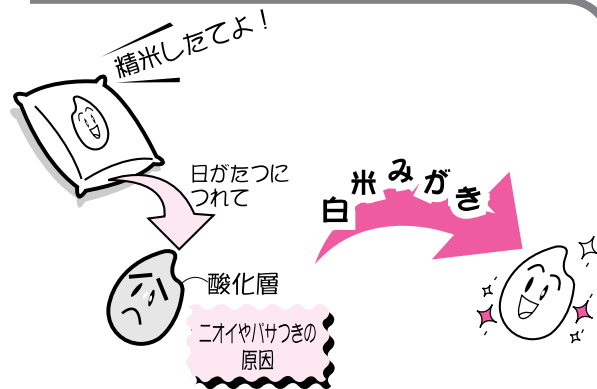 精米したてよ！
日がたつに
つれて
白米みがき
酸化層
ニオイやパサつきの
原因